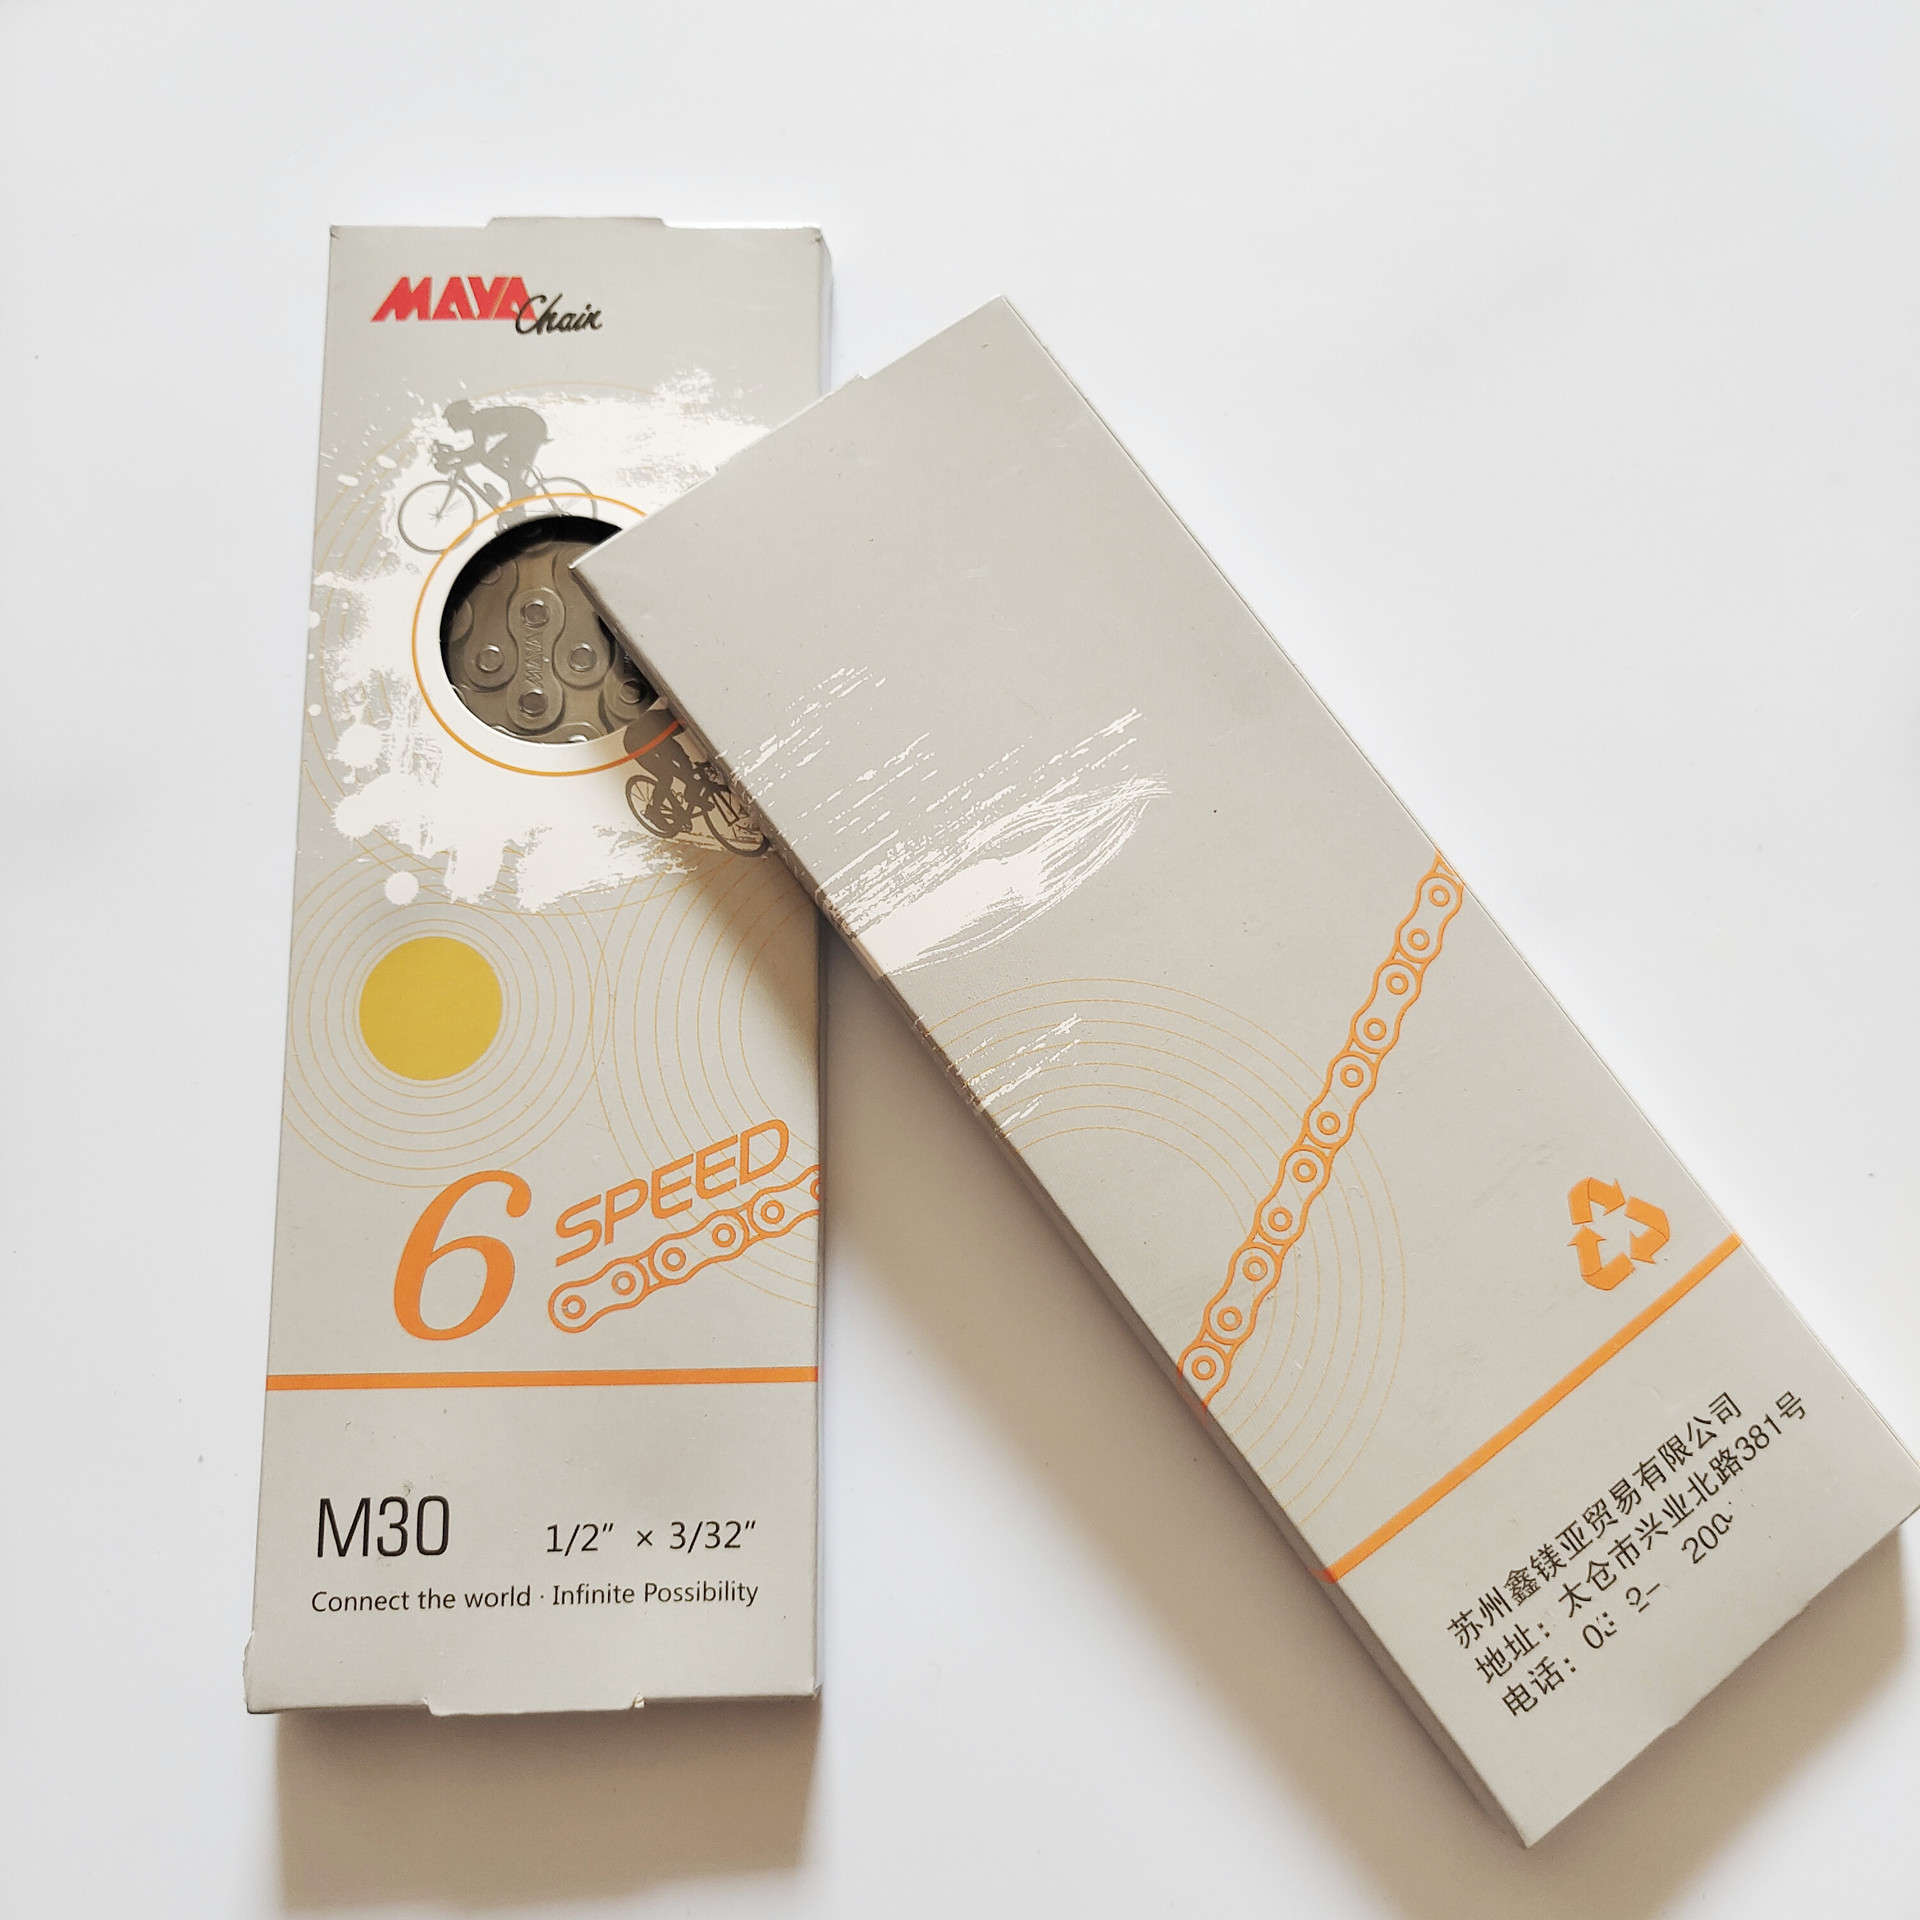 MAYA Chain
MAYA
6 SPEED
M30 1/2" × 3/32"
Connect the world · Infinite Possibility
苏州鑫镁亚贸易有限公司
地址：太仓市兴业北路381号
电话：